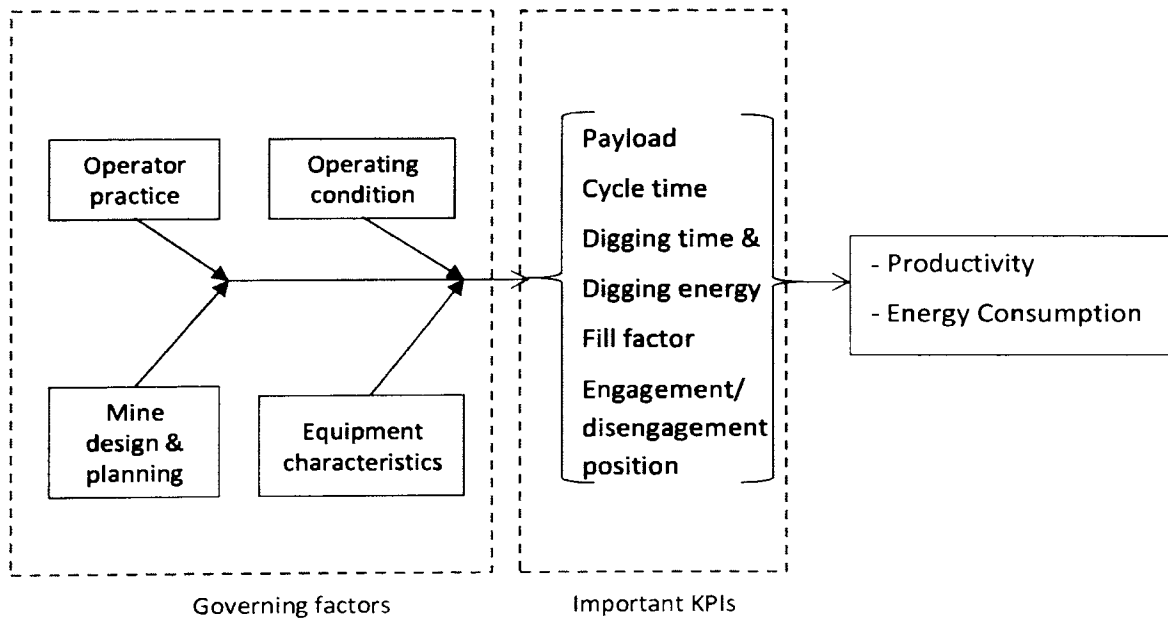 Operator
practice
Operating
condition
Mine
design &
planning
Equipment
characteristics
Governing factors
Payload
Cycle time
Digging time &
Digging energy
Fill factor
Engagement/
disengagement
position
Important KPIs
- Productivity
- Energy Consumption